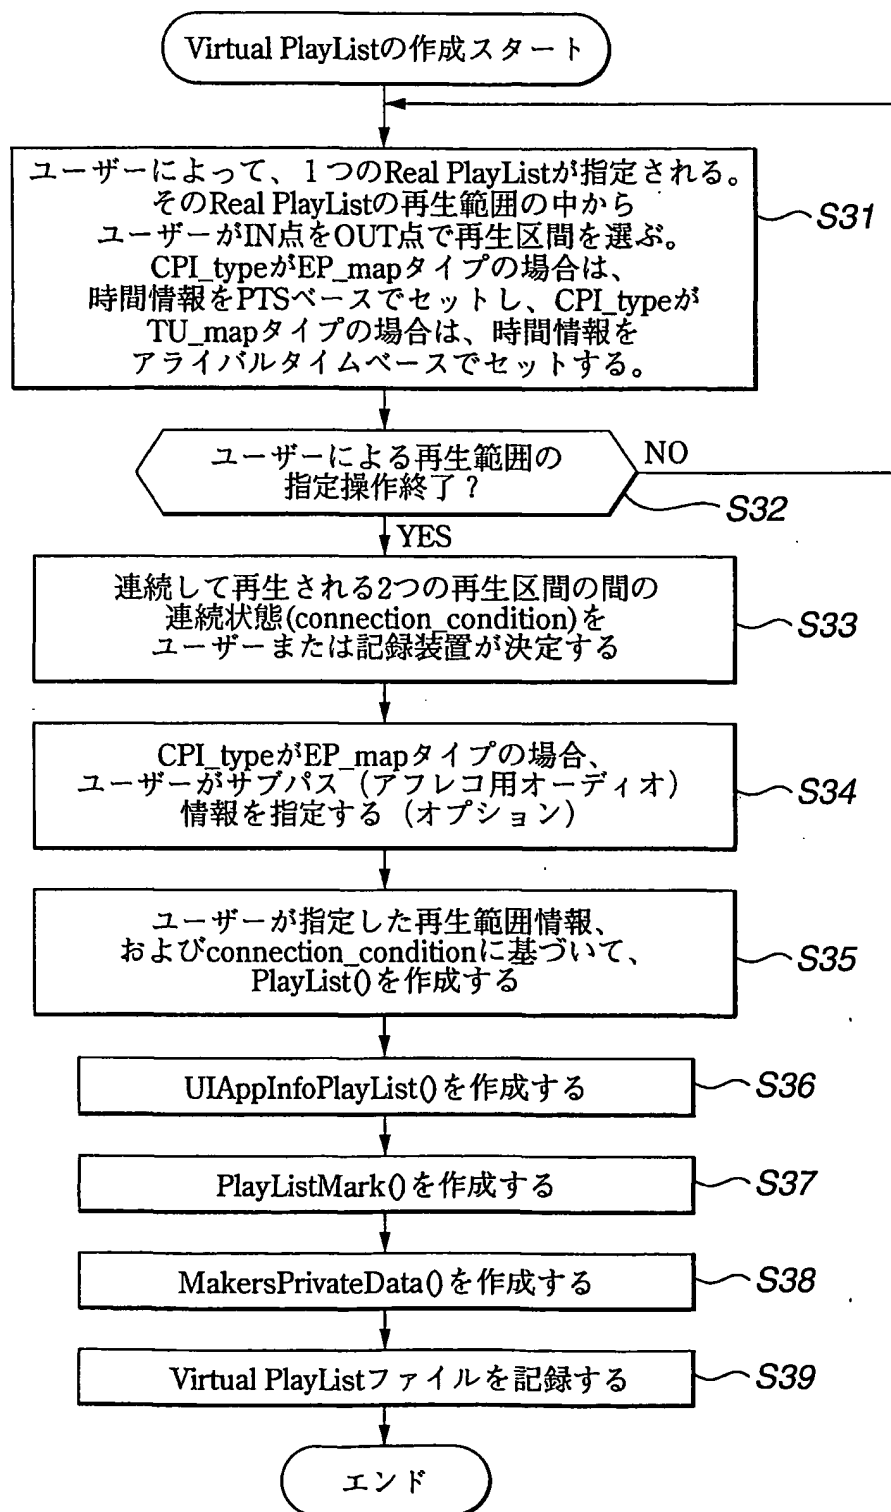 Virtual PlayListの作成スタート
ユーザーによって、1つのReal PlayListが指定される。
そのReal PlayListの再生範囲の中から
ユーザーがIN点をOUT点で再生区間を選ぶ。
CPI_typeがEP_mapタイプの場合は、
時間情報をPTSベースでセットし、CPI_typeが
TU_mapタイプの場合は、時間情報を
アライバルタイムベースでセットする。
S31
ユーザーによる再生範囲の
指定操作終了？
NO
S32
YES
連続して再生される2つの再生区間の間の
連続状態(connection_condition)を
ユーザーまたは記録装置が決定する
S33
CPI_typeがEP_mapタイプの場合、
ユーザーがサブパス（アフレコ用オーディオ）
情報を指定する（オプション）
S34
ユーザーが指定した再生範囲情報、
およびconnection_conditionに基づいて、
PlayList()を作成する
S35
UIAppInfoPlayList()を作成する
S36
PlayListMark()を作成する
S37
MakersPrivateData()を作成する
S38
Virtual PlayListファイルを記録する
S39
エンド